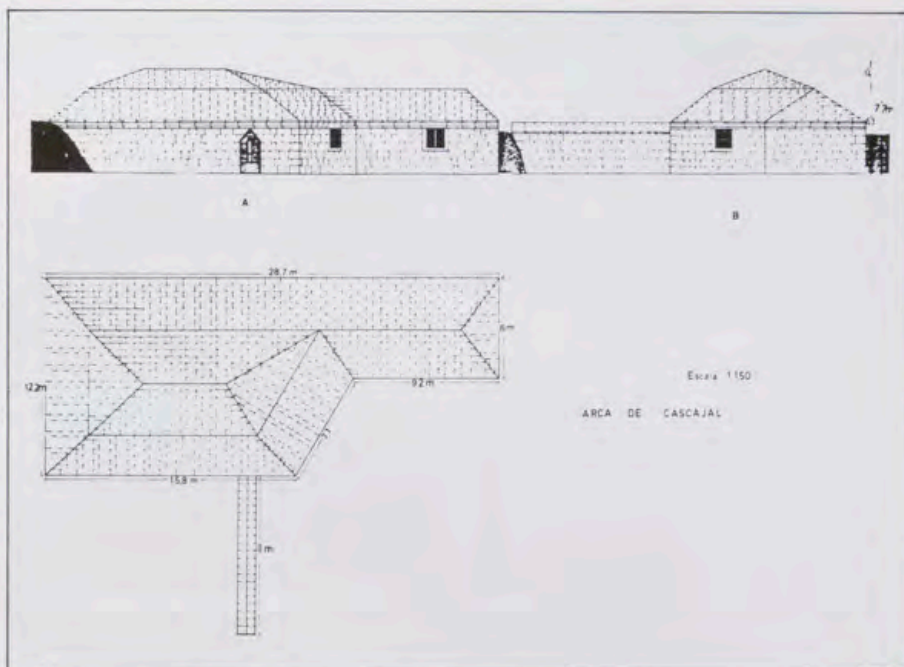 A
B
28,7 m
6m
12,2m
9,2 m
Escala 1:150
ARCA DE CASCAJAL
15,8 m